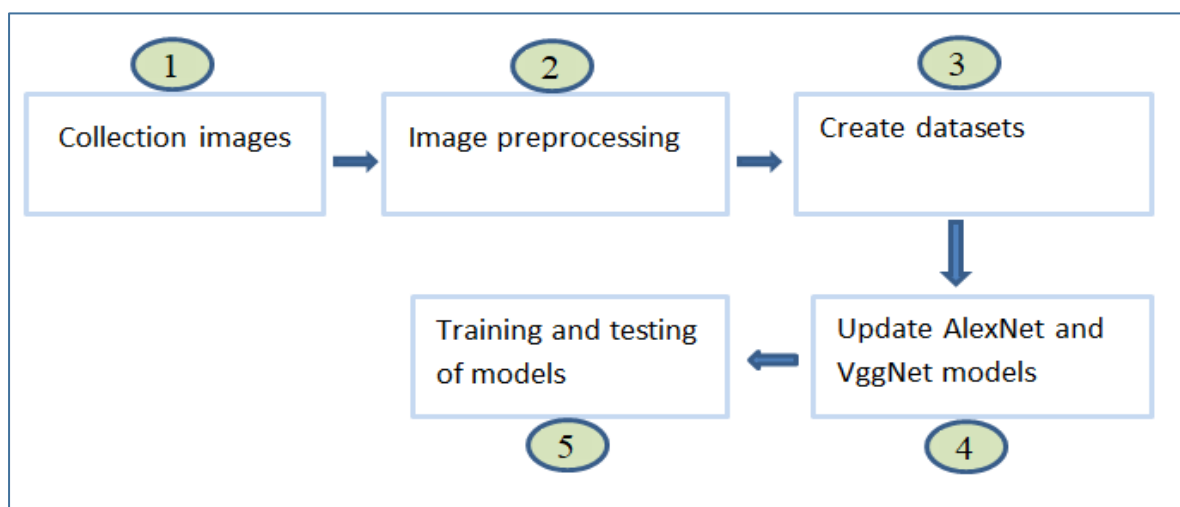 1
Collection images
2
Image preprocessing
3
Create datasets
Update AlexNet and
VggNet models
4
Training and testing
of models
5